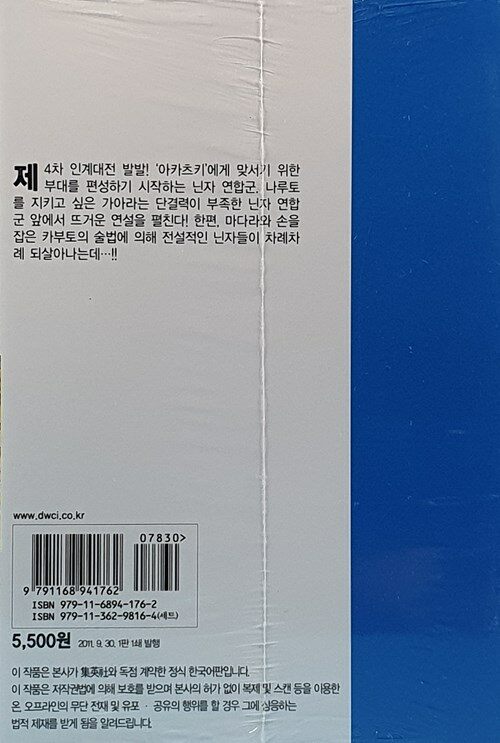 제4차 인계대전 발발! '아카츠키'에게 맞서기 위한
부대를 편성하기 시작하는 닌자 연합군. 나루토
를 지키고 싶은 가아라는 단결력이 부족한 닌자 연합
군 앞에서 뜨거운 연설을 펼친다! 한편, 마다라와 손을
잡은 카부토의 술법에 의해 전설적인 닌자들이 차례차
례 되살아나는데…!!
www.dwci.co.kr
07830>
9 791168 941762
ISBN 979-11-6894-176-2
ISBN 979-11-362-9816-4(세트)
5,500원 2011. 9. 30. 1판 1쇄 발행
이 작품은 본사가 集英社와 독점 계약한 정식 한국어판입니다.
이 작품은 저작권법에 의해 보호를 받으며 본사의 허가 없이 복제 및 스캔 등을 이용한
온, 오프라인의 무단 전재 및 유포 · 공유의 행위를 할 경우 그에 상응하는
법적 제재를 받게 됨을 알려드립니다.